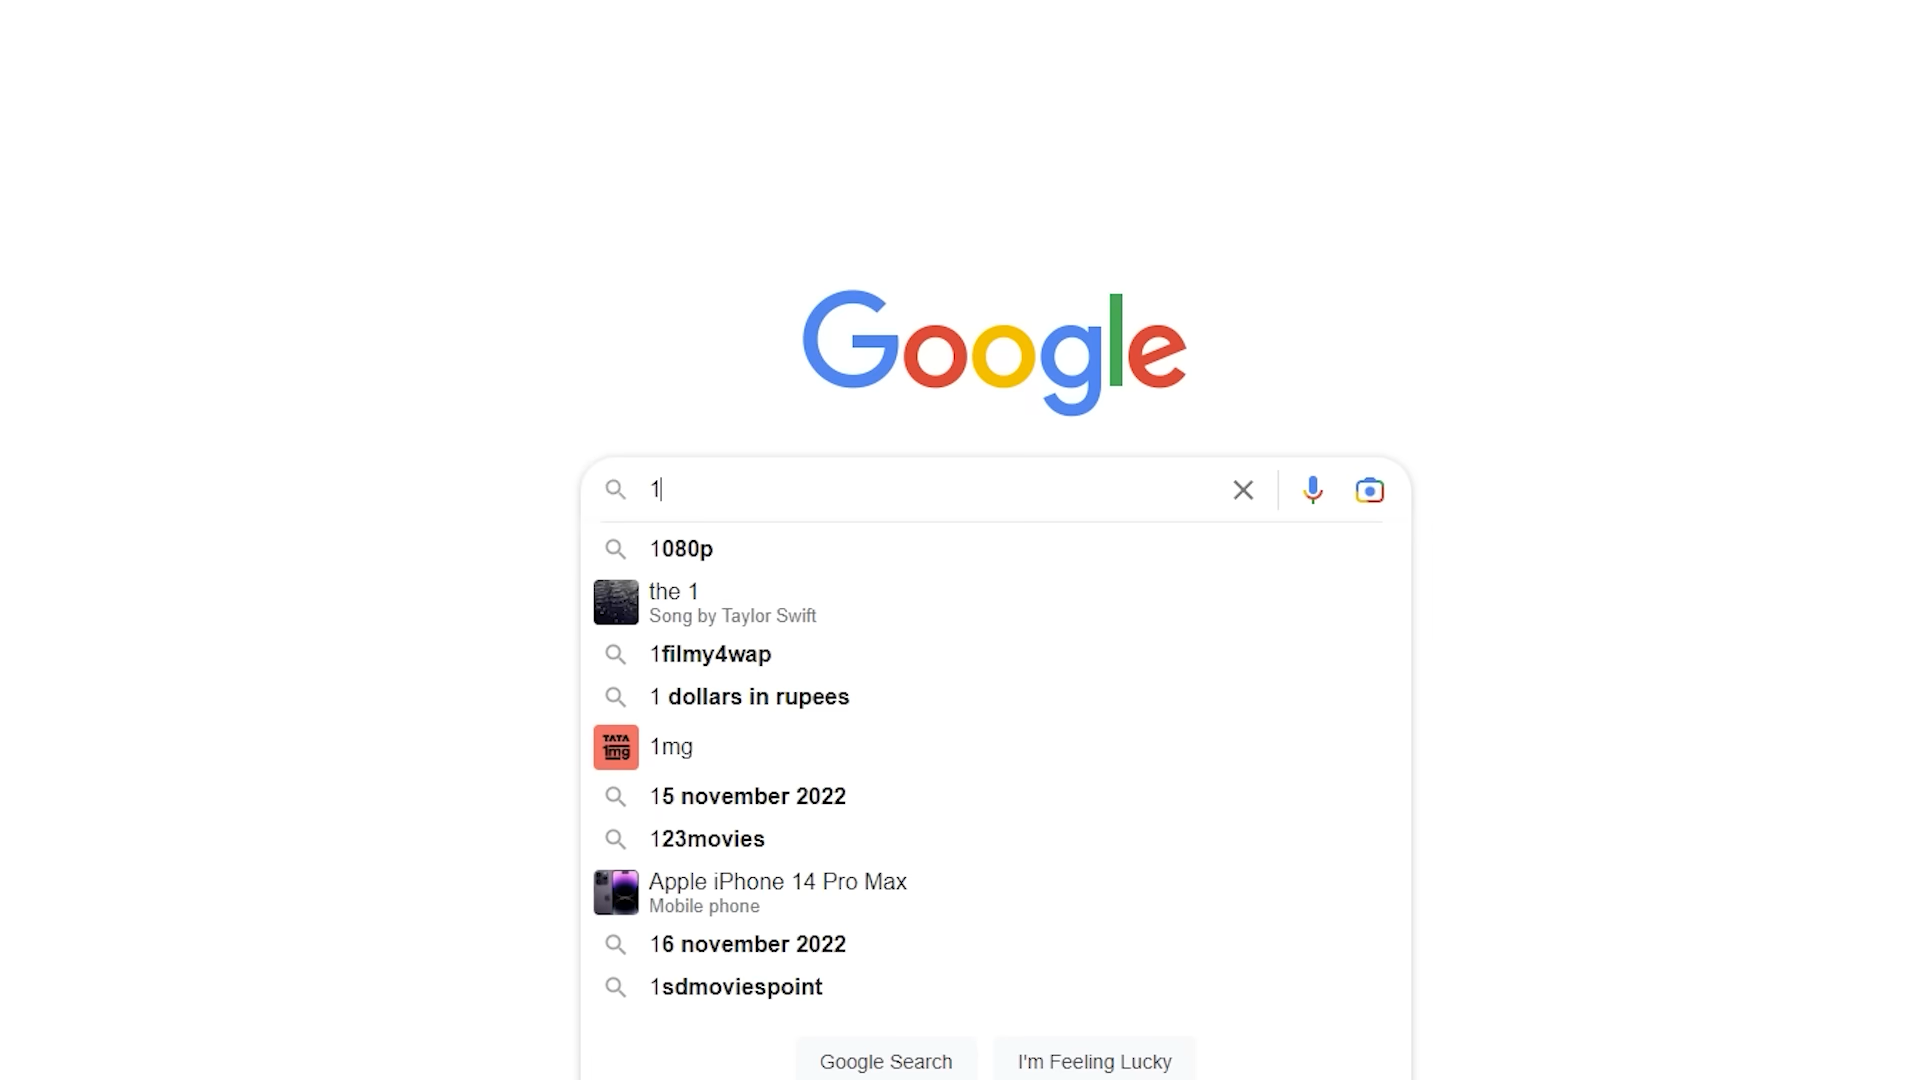 Google
1
1080p
the 1
Song by Taylor Swift
1filmy4wap
1 dollars in rupees
TATA
1mg
1mg
15 november 2022
123movies
Apple iPhone 14 Pro Max
Mobile phone
16 november 2022
1sdmoviespoint
Google Search
I'm Feeling Lucky